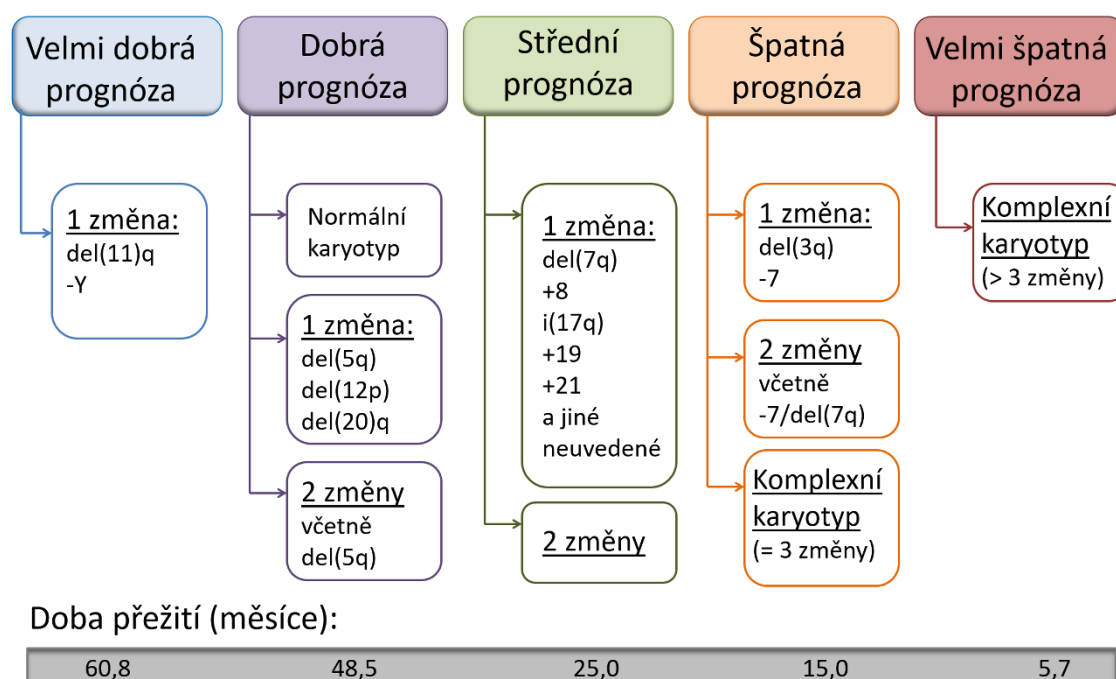 Velmi dobrá
prognóza
Dobrá
prognóza
Střední
prognóza
Špatná
prognóza
Velmi špatná
prognóza
1 změna:
del(11)q
-Y
Normální
karyotyp
1 změna:
del(5q)
del(12p)
del(20)q
2 změny
včetně
del(5q)
1 změna:
del(7q)
+8
i(17q)
+19
+21
a jiné
neuvedené
2 změny
1 změna:
del(3q)
-7
2 změny
včetně
-7/del(7q)
Komplexní
karyotyp
(= 3 změny)
Komplexní
karyotyp
(> 3 změny)
Doba přežití (měsíce):
60,8 48,5 25,0 15,0 5,7